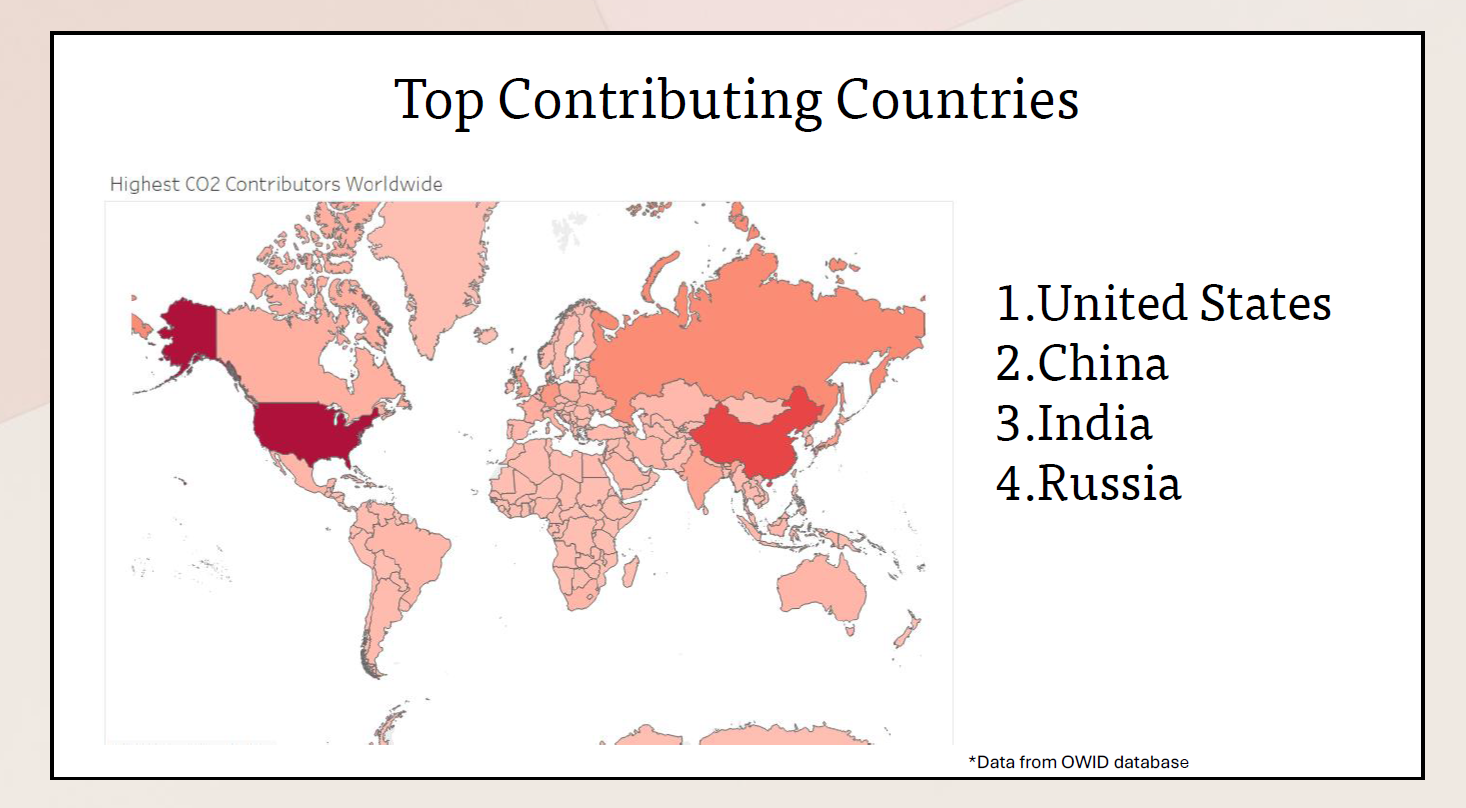 Top Contributing Countries
Highest CO2 Contributors Worldwide
1.United States
2.China
3.India
4.Russia
*Data from OWID database